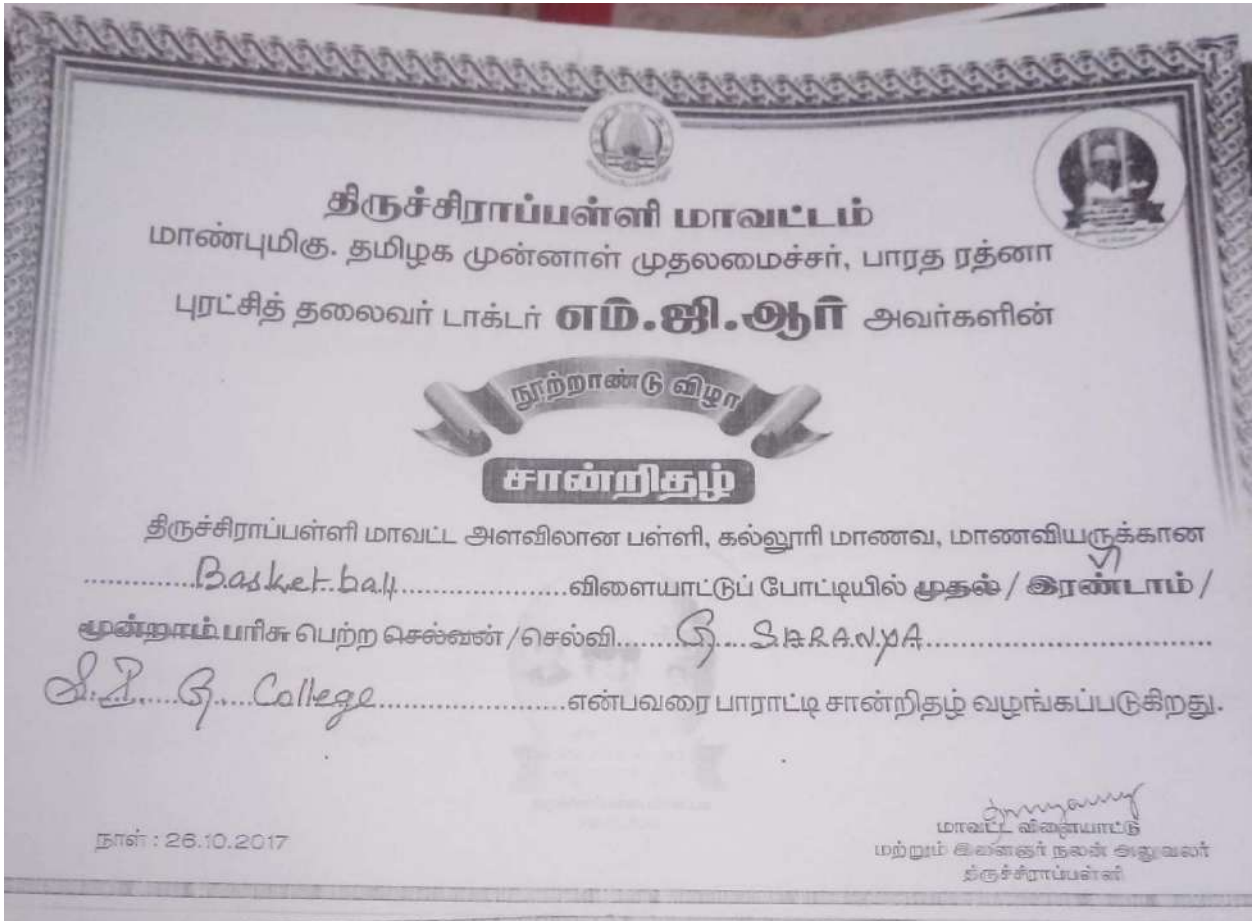 திருச்சிராப்பள்ளி மாவட்டம்
மாண்புமிகு. தமிழக முன்னாள் முதலமைச்சர், பாரத ரத்னா
புரட்சித் தலைவர் டாக்டர் எம்.ஜி.ஆர் அவர்களின்
நூற்றாண்டு விழா
சான்றிதழ்
திருச்சிராப்பள்ளி மாவட்ட அளவிலான பள்ளி, கல்லூரி மாணவ, மாணவியருக்கான
Basket ball விளையாட்டுப் போட்டியில் முதல் / இரண்டாம் /
மூன்றாம் பரிசு பெற்ற செல்வன் / செல்வி G SARANYA
College என்பவரை பாராட்டி சான்றிதழ் வழங்கப்படுகிறது.
நாள் : 26.10.2017
மாவட்ட விளையாட்டு
மற்றும் இளைஞர் நலன் அலுவலர்
திருச்சிராப்பள்ளி